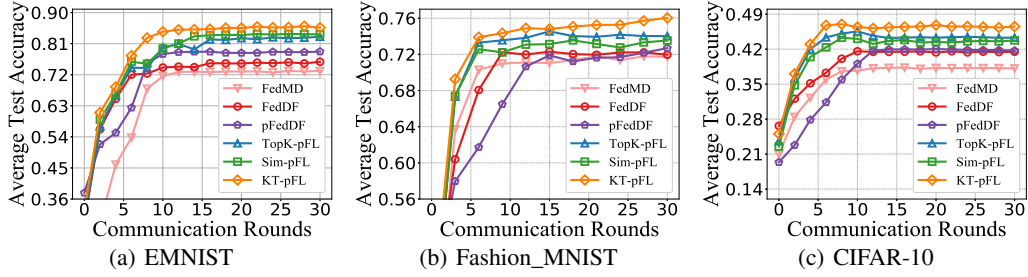 Average Test Accuracy
0.90
0.81
0.72
0.63
0.54
0.45
0.36
0 5 10 15 20 25 30
Communication Rounds
FedMD
FedDF
pFedDF
TopK-pFL
Sim-pFL
KT-pFL
(a) EMNIST
Average Test Accuracy
0.76
0.72
0.68
0.64
0.60
0.56
0 5 10 15 20 25 30
Communication Rounds
FedMD
FedDF
pFedDF
TopK-pFL
Sim-pFL
KT-pFL
(b) Fashion_MNIST
Average Test Accuracy
0.49
0.42
0.35
0.28
0.21
0.14
0 5 10 15 20 25 30
Communication Rounds
FedMD
FedDF
pFedDF
TopK-pFL
Sim-pFL
KT-pFL
(c) CIFAR-10